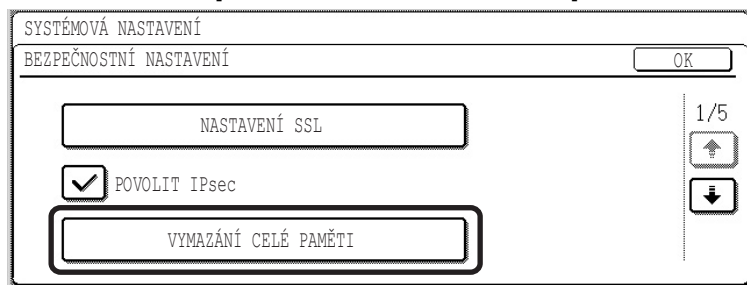 SYSTÉMOVÁ NASTAVENÍ
BEZPEČNOSTNÍ NASTAVENÍ
OK
NASTAVENÍ SSL
1/5
POVOLIT IPsec
VYMAZÁNÍ CELÉ PAMĚTI